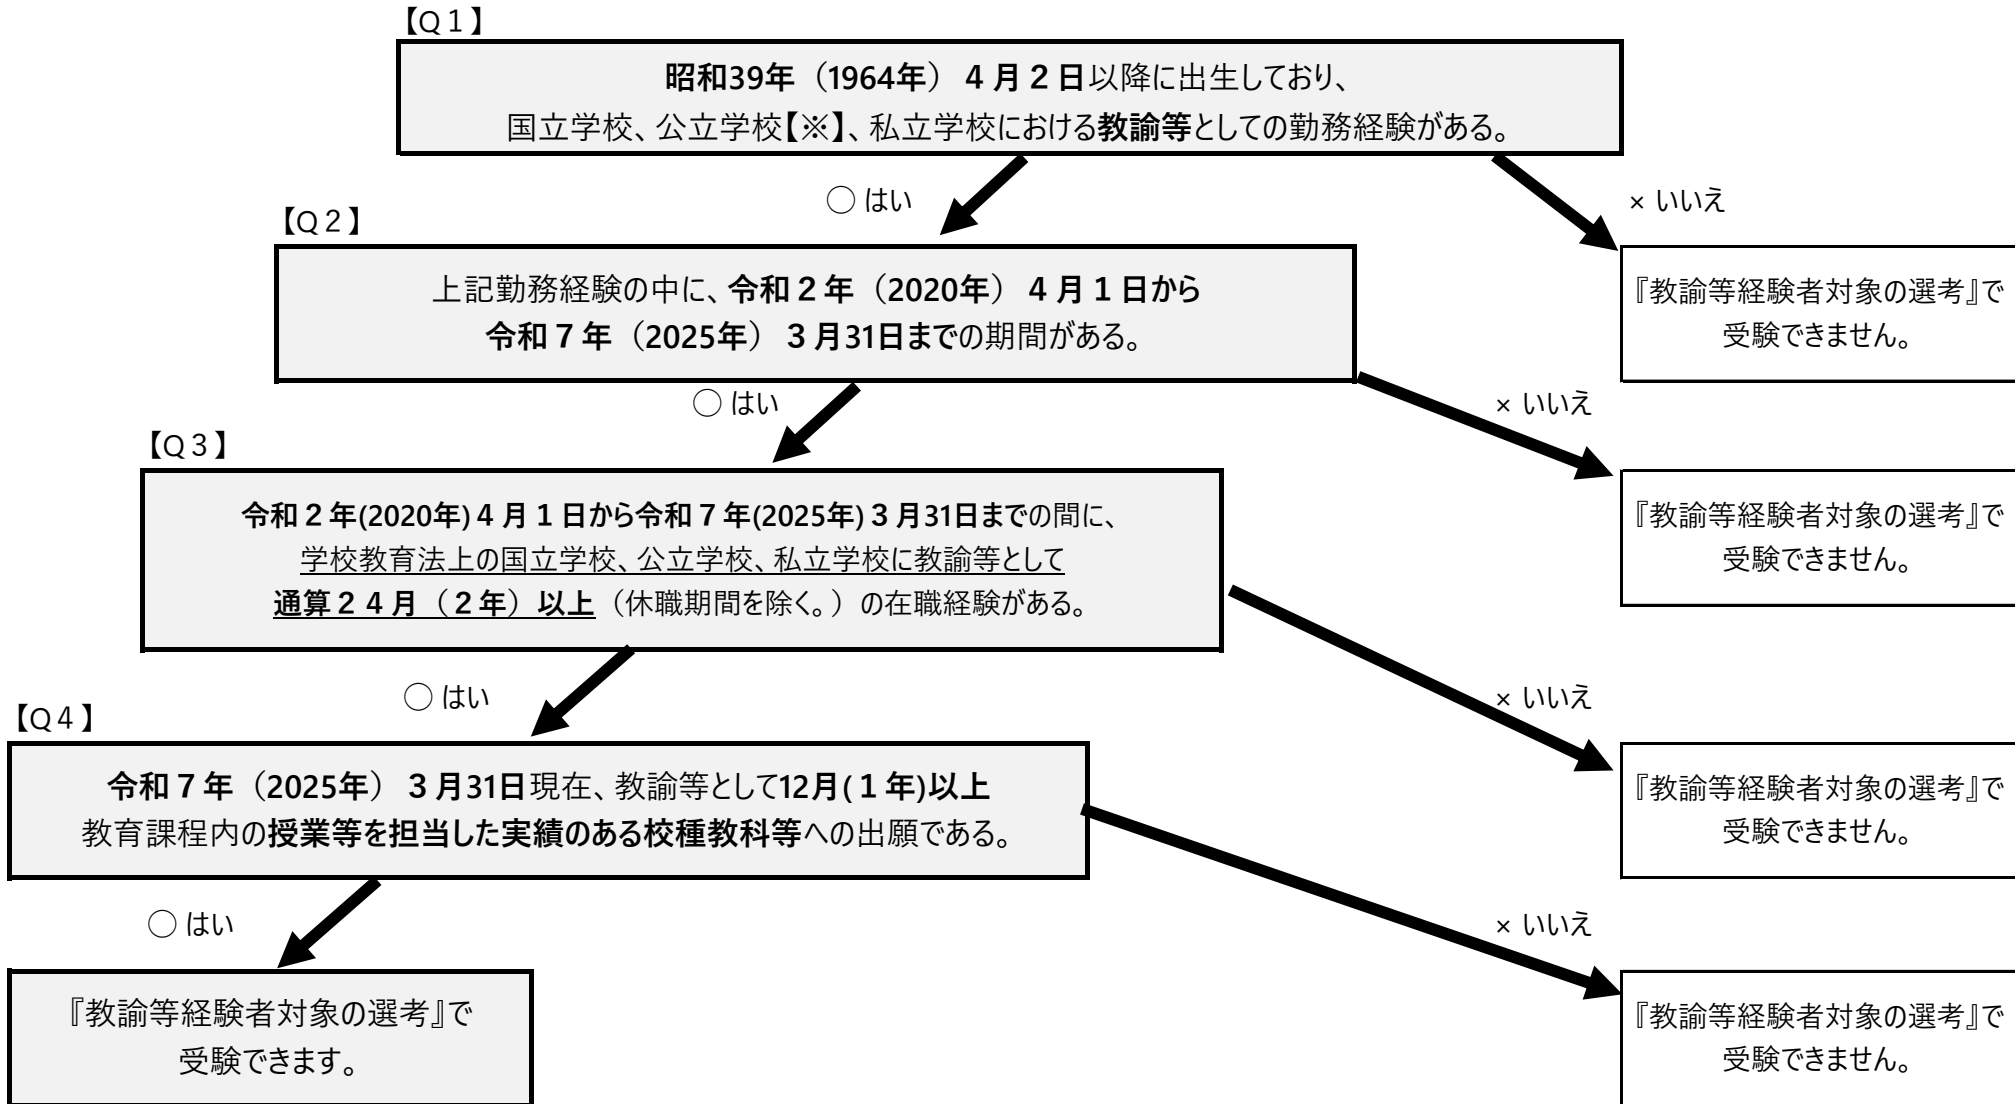 【Q１】
昭和39年（1964年）４月２日以降に出生しており、
国立学校、公立学校【※】、私立学校における教諭等としての勤務経験がある。
○ はい
× いいえ
【Q２】
上記勤務経験の中に、令和２年（2020年）４月１日から
令和７年（2025年）３月31日までの期間がある。
『教諭等経験者対象の選考』で
受験できません。
○ はい
× いいえ
【Q３】
令和２年(2020年)４月１日から令和７年(2025年)３月31日までの間に、
学校教育法上の国立学校、公立学校、私立学校に教諭等として
通算２４月（２年）以上（休職期間を除く。）の在職経験がある。
『教諭等経験者対象の選考』で
受験できません。
○ はい
× いいえ
【Q４】
令和７年（2025年）３月31日現在、教諭等として12月(１年)以上
教育課程内の授業等を担当した実績のある校種教科等への出願である。
『教諭等経験者対象の選考』で
受験できません。
○ はい
× いいえ
『教諭等経験者対象の選考』で
受験できます。
『教諭等経験者対象の選考』で
受験できません。